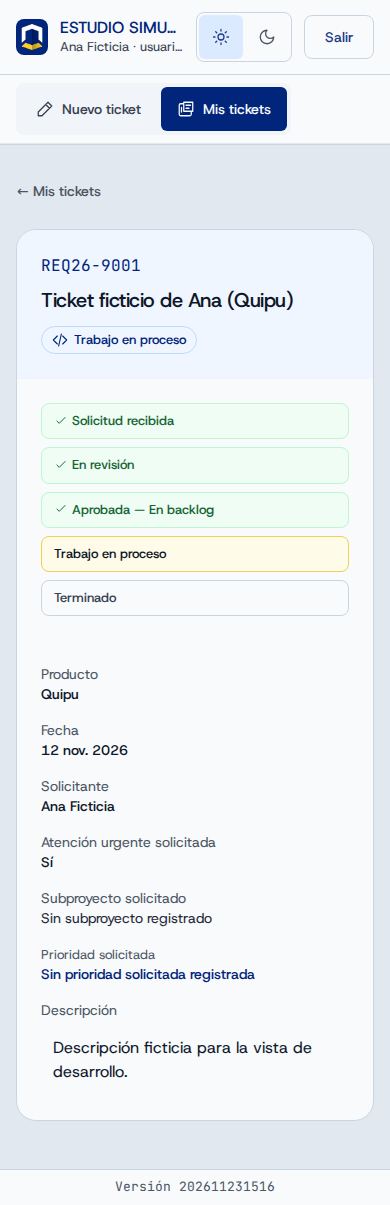 ESTUDIO SIMU...
Ana Ficticia · usuari...
Salir
Nuevo ticket
Mis tickets
← Mis tickets
REQ26-9001
Ticket ficticio de Ana (Quipu)
Trabajo en proceso
Solicitud recibida
En revisión
Aprobada — En backlog
Trabajo en proceso
Terminado
Producto
Quipu
Fecha
12 nov. 2026
Solicitante
Ana Ficticia
Atención urgente solicitada
Sí
Subproyecto solicitado
Sin subproyecto registrado
Prioridad solicitada
Sin prioridad solicitada registrada
Descripción
Descripción ficticia para la vista de
desarrollo.
Versión 202611231516